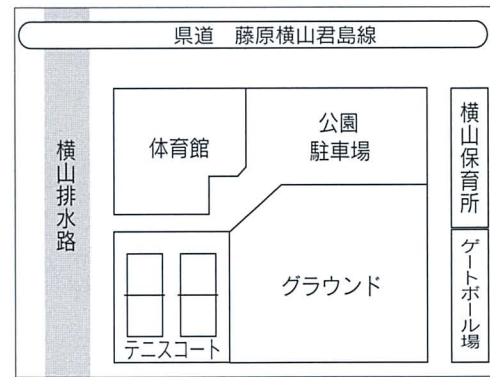 県道 藤原横山君島線
横山排水路
体育館
公園
駐車場
横山保育所
グラウンド
ゲートボール場
テニスコート